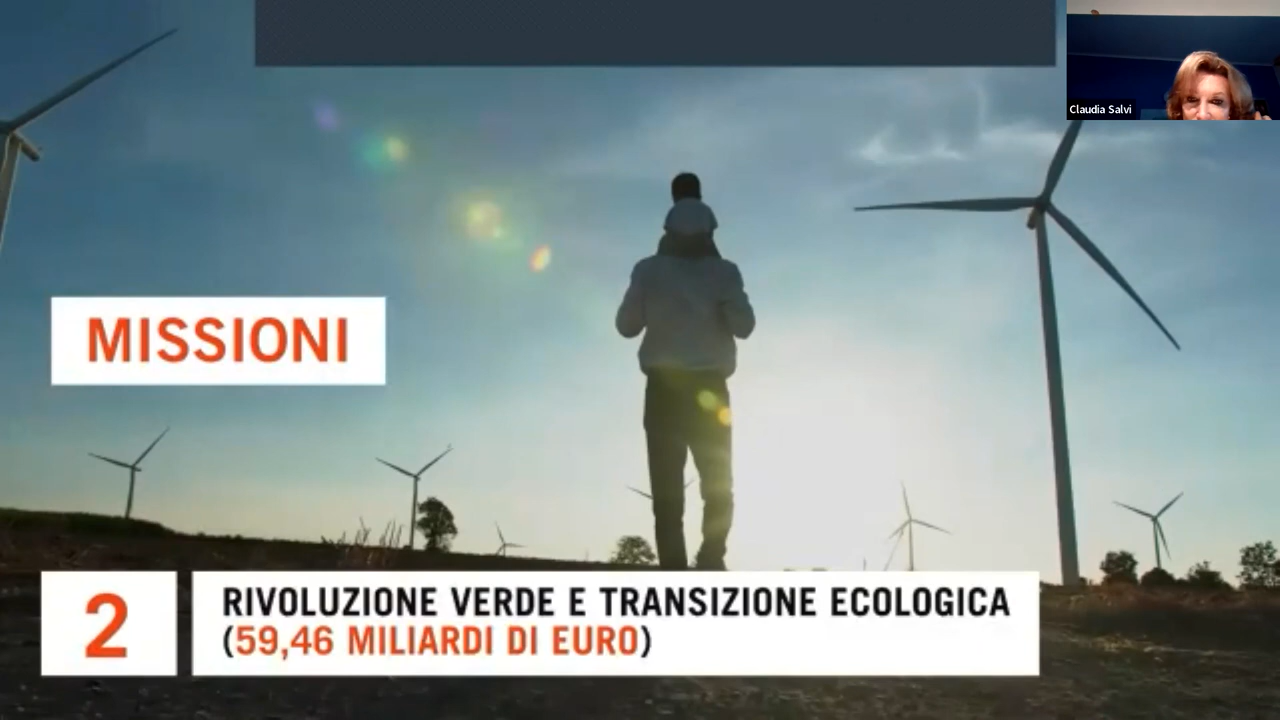 Claudia Salvi
MISSIONI
2
RIVOLUZIONE VERDE E TRANSIZIONE ECOLOGICA
(59,46 MILIARDI DI EURO)